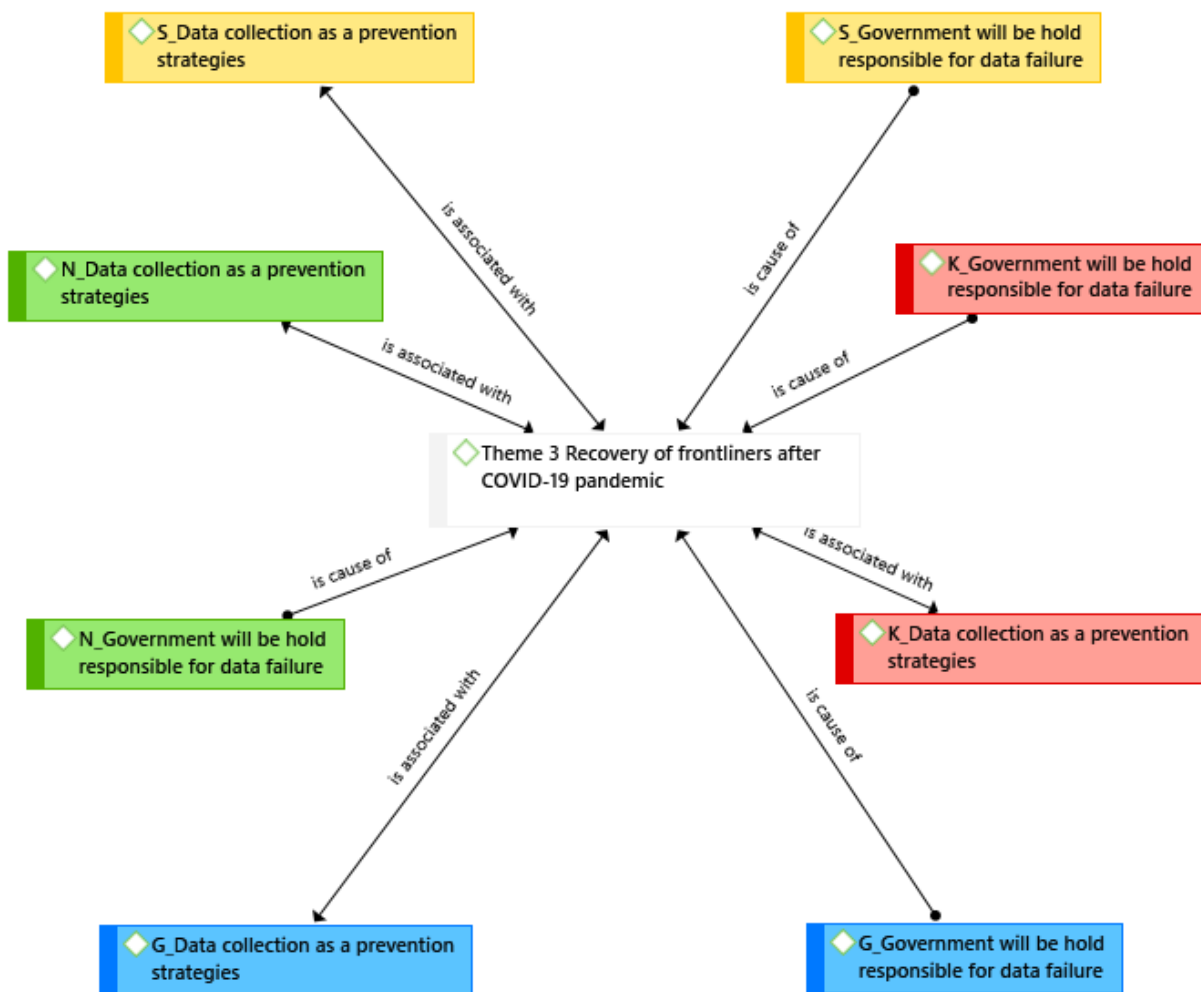 S_Data collection as a prevention
strategies
S_Government will be hold
responsible for data failure
is associated with
is cause of
N_Data collection as a prevention
strategies
K_Government will be hold
responsible for data failure
is associated with
is cause of
Theme 3 Recovery of frontliners after
COVID-19 pandemic
is cause of
is associated with
N_Government will be hold
responsible for data failure
K_Data collection as a prevention
strategies
is associated with
is cause of
G_Data collection as a prevention
strategies
G_Government will be hold
responsible for data failure